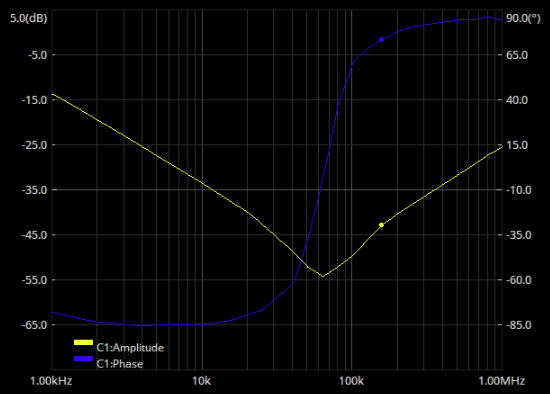 5.0(dB) 90.0(º)
-5.0 65.0
-15.0 40.0
-25.0 15.0
-35.0 -10.0
-45.0 -35.0
-55.0 -60.0
-65.0 -85.0
C1:Amplitude
C1:Phase
1.00kHz 10k 100k 1.00MHz